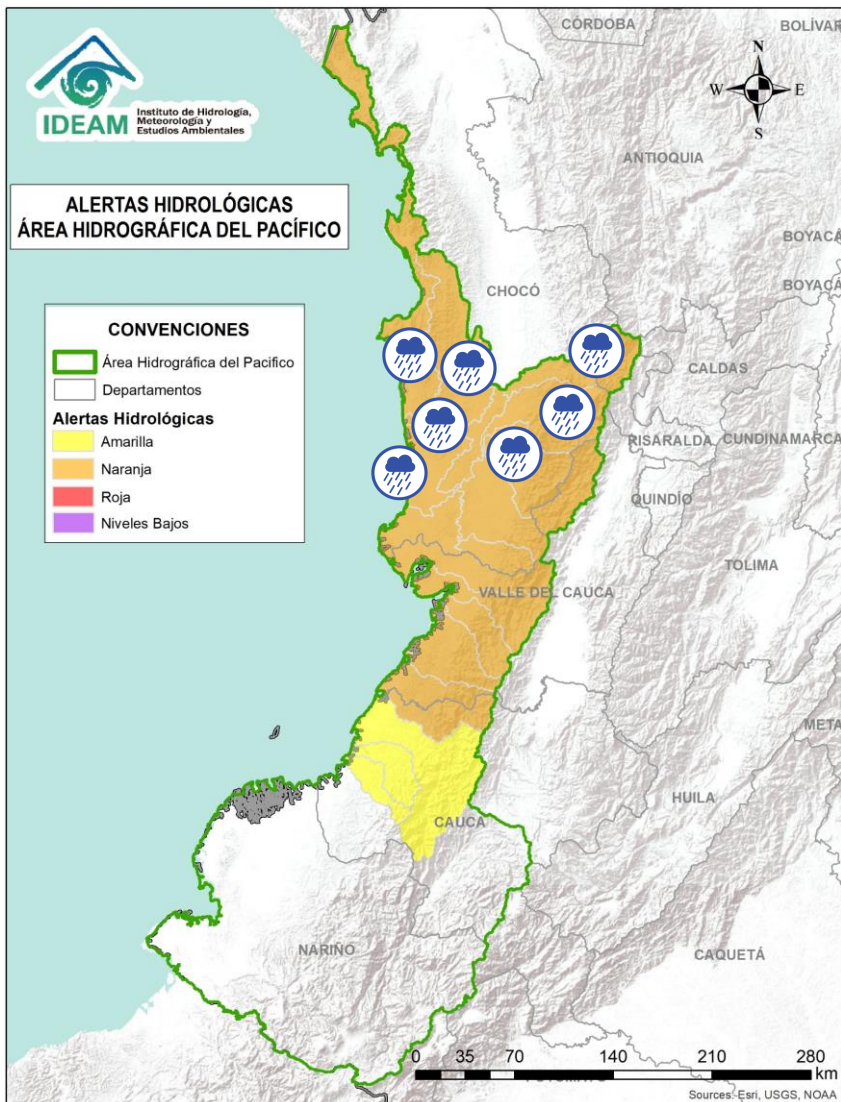 CÓRDOBA
BOLÍVAR
IDEAM
Instituto de Hidrología,
Meteorología y
Estudios Ambientales
N
W
E
S
ANTIOQUIA
ALERTAS HIDROLÓGICAS
ÁREA HIDROGRÁFICA DEL PACÍFICO
BOYACÁ
BOYACÁ
CHOCÓ
CONVENCIONES
Área Hidrográfica del Pacifico
Departamentos
Alertas Hidrológicas
Amarilla
Naranja
Roja
Niveles Bajos
CALDAS
RISARALDA
CUNDINAMARCA
QUINDÍO
TOLIMA
VALLE DEL CAUCA
META
HUILA
CAUCA
NARIÑO
CAQUETÁ
0 35 70 140 210 280
km
Sources: Esri, USGS, NOAA